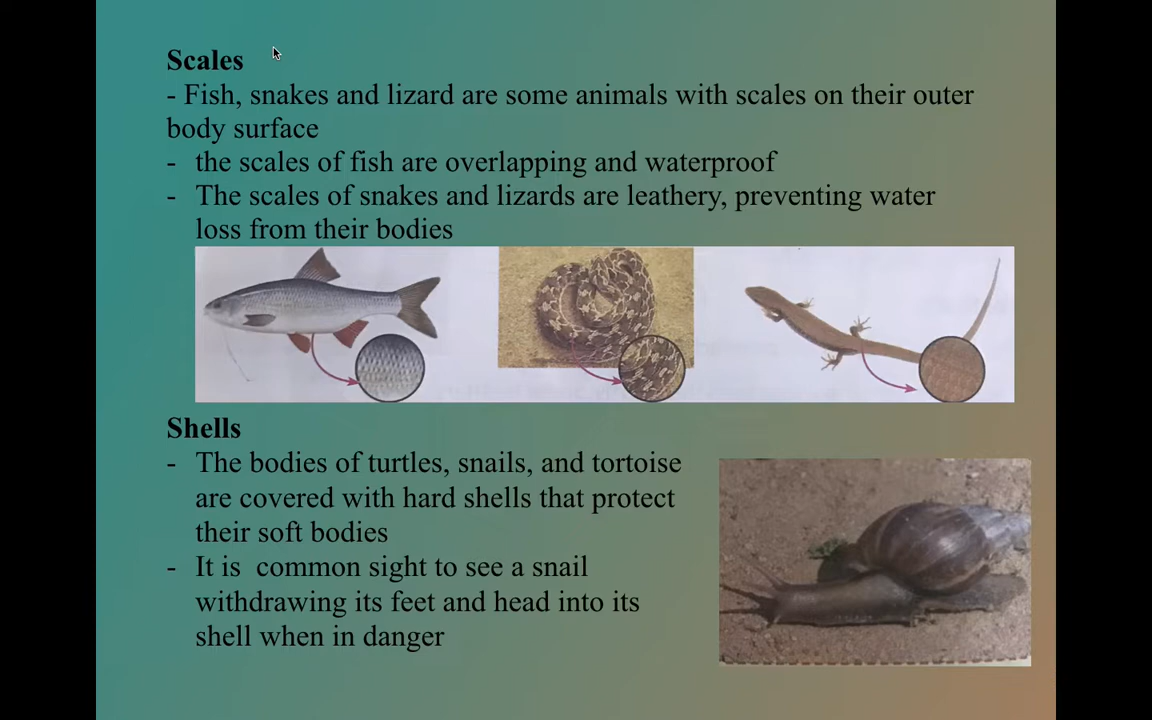 Scales
- Fish, snakes and lizard are some animals with scales on their outer
body surface
- the scales of fish are overlapping and waterproof
- The scales of snakes and lizards are leathery, preventing water
loss from their bodies
Shells
- The bodies of turtles, snails, and tortoise
are covered with hard shells that protect
their soft bodies
- It is  common sight to see a snail
withdrawing its feet and head into its
shell when in danger